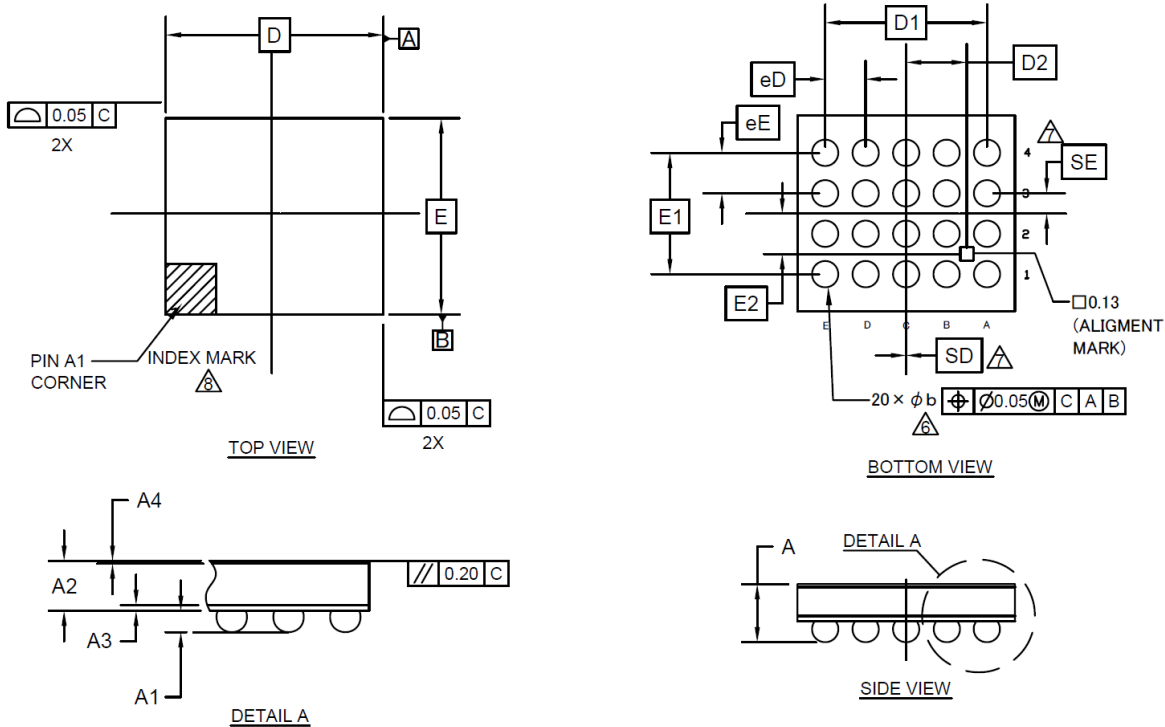 D
A
⌓ 0.05 C
2X
E
B
PIN A1
CORNER
INDEX MARK
8
⌓ 0.05 C
2X
TOP VIEW
D1
D2
eD
eE
7
SE
E1
E2
4
3
2
1
E D C B A
□0.13
(ALIGMENT
MARK)
SD
7
20 × ϕ b ⌖ Ø0.05Ⓜ C A B
6
BOTTOM VIEW
A4
A2
A3
A1
// 0.20 C
DETAIL A
A
DETAIL A
SIDE VIEW